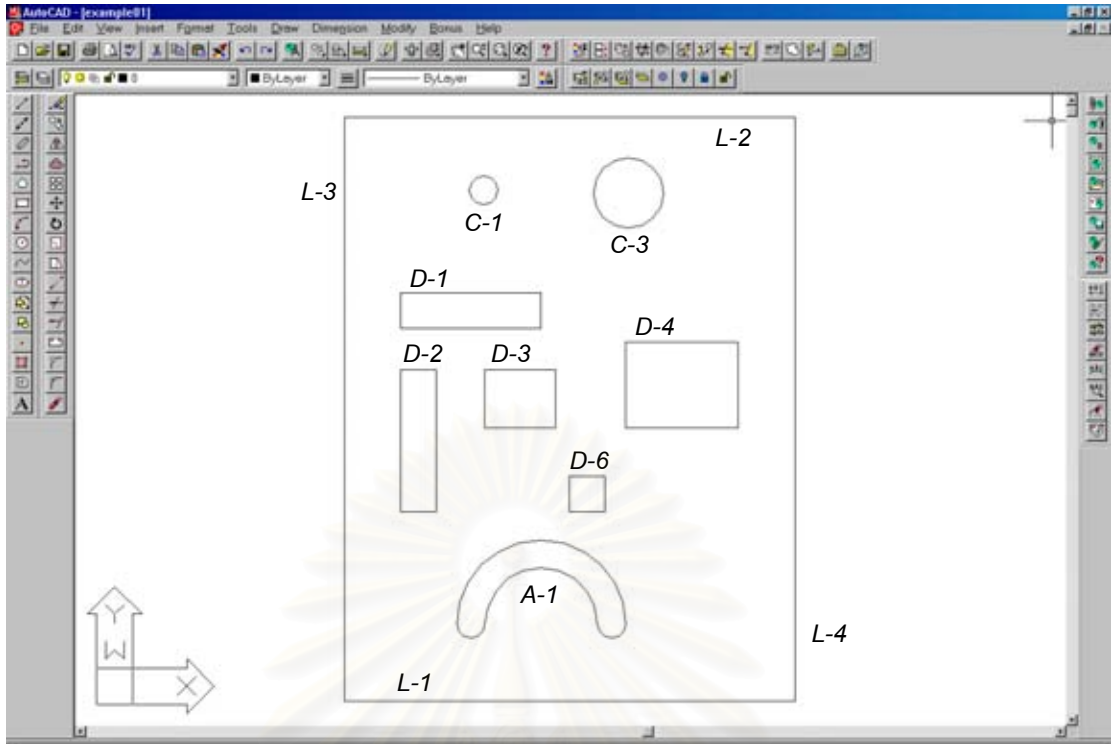 AutoCAD - [example01]
File Edit View Insert Format Tools Draw Dimension Modify Bonus Help
0 ByLayer ByLayer
L-2
L-3
C-1
C-3
D-1
D-4
D-2 D-3
D-6
A-1
L-4
L-1
Y
W
X
A